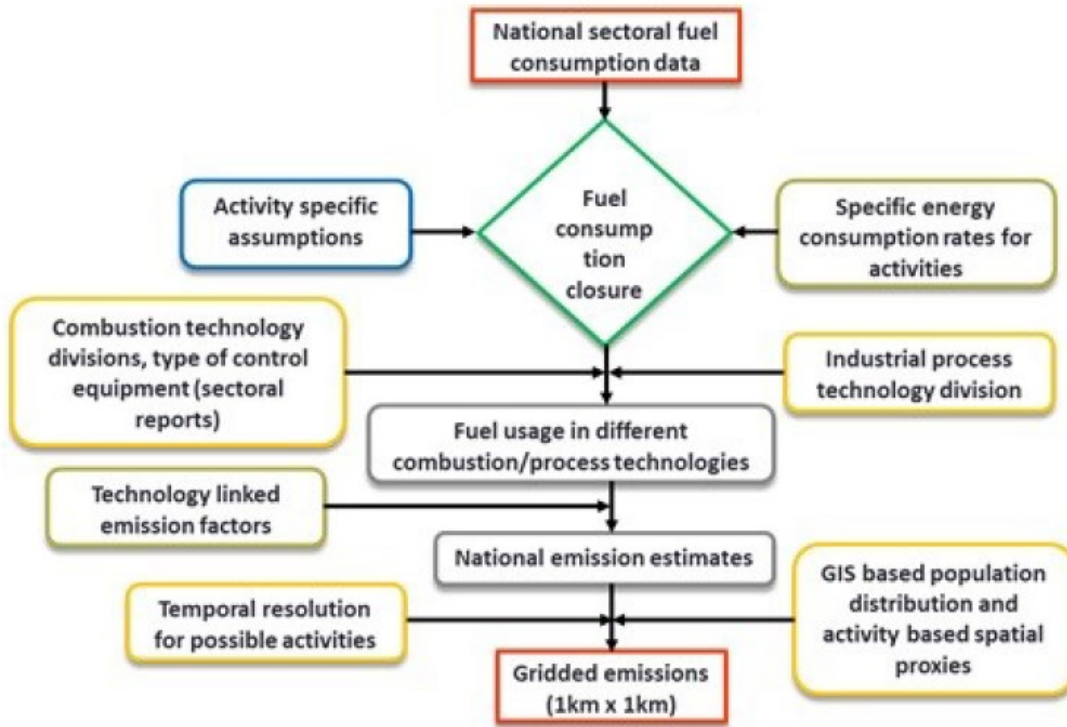 National sectoral fuel
consumption data
Activity specific
assumptions
Fuel
consump
tion
closure
Specific energy
consumption rates for
activities
Combustion technology
divisions, type of control
equipment (sectoral
reports)
Industrial process
technology division
Fuel usage in different
combustion/process technologies
Technology linked
emission factors
National emission estimates
Temporal resolution
for possible activities
GIS based population
distribution and
activity based spatial
proxies
Gridded emissions
(1km x 1km)